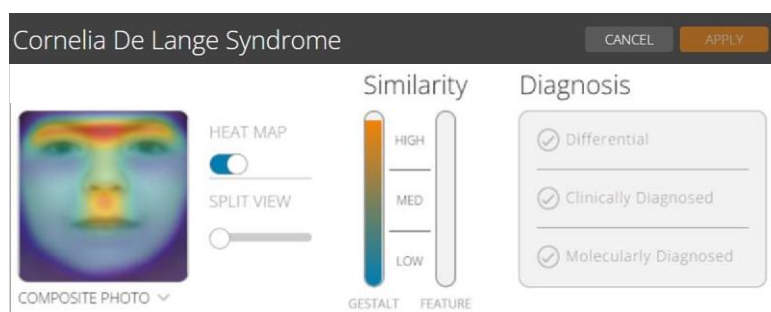 Cornelia De Lange Syndrome
CANCEL
APPLY
Similarity
Diagnosis
HEAT MAP
SPLIT VIEW
HIGH
MED
LOW
Differential
Clinically Diagnosed
Molecularly Diagnosed
COMPOSITE PHOTO
GESTALT
FEATURE